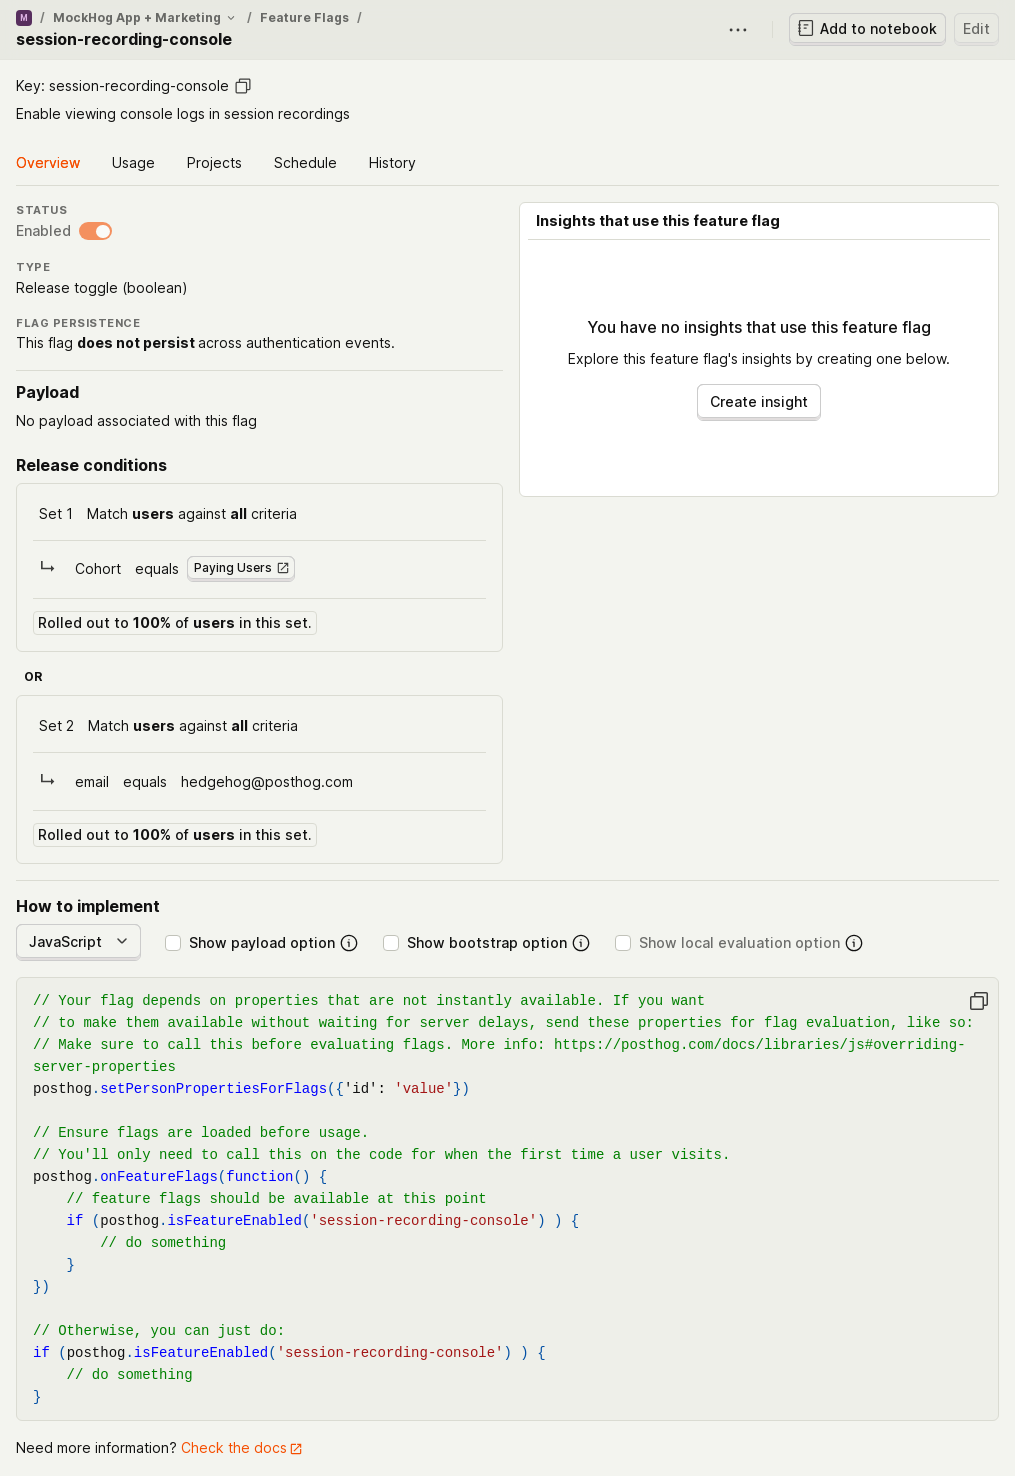 M / MockHog App + Marketing / Feature Flags /
session-recording-console
Add to notebook
Edit
Key: session-recording-console
Enable viewing console logs in session recordings
Overview Usage Projects Schedule History
STATUS
Enabled
TYPE
Release toggle (boolean)
FLAG PERSISTENCE
This flag does not persist across authentication events.
Payload
No payload associated with this flag
Release conditions
Set 1 Match users against all criteria
Cohort equals Paying Users
Rolled out to 100% of users in this set.
OR
Set 2 Match users against all criteria
email equals hedgehog@posthog.com
Rolled out to 100% of users in this set.
Insights that use this feature flag
You have no insights that use this feature flag
Explore this feature flag's insights by creating one below.
Create insight
How to implement
JavaScript Show payload option Show bootstrap option Show local evaluation option
// Your flag depends on properties that are not instantly available. If you want
// to make them available without waiting for server delays, send these properties for flag evaluation, like so:
// Make sure to call this before evaluating flags. More info: https://posthog.com/docs/libraries/js#overriding-
server-properties
posthog.setPersonPropertiesForFlags({'id': 'value'})
// Ensure flags are loaded before usage.
// You'll only need to call this on the code for when the first time a user visits.
posthog.onFeatureFlags(function() {
    // feature flags should be available at this point
    if (posthog.isFeatureEnabled('session-recording-console') ) {
        // do something
    }
})
// Otherwise, you can just do:
if (posthog.isFeatureEnabled('session-recording-console') ) {
    // do something
}
Need more information? Check the docs